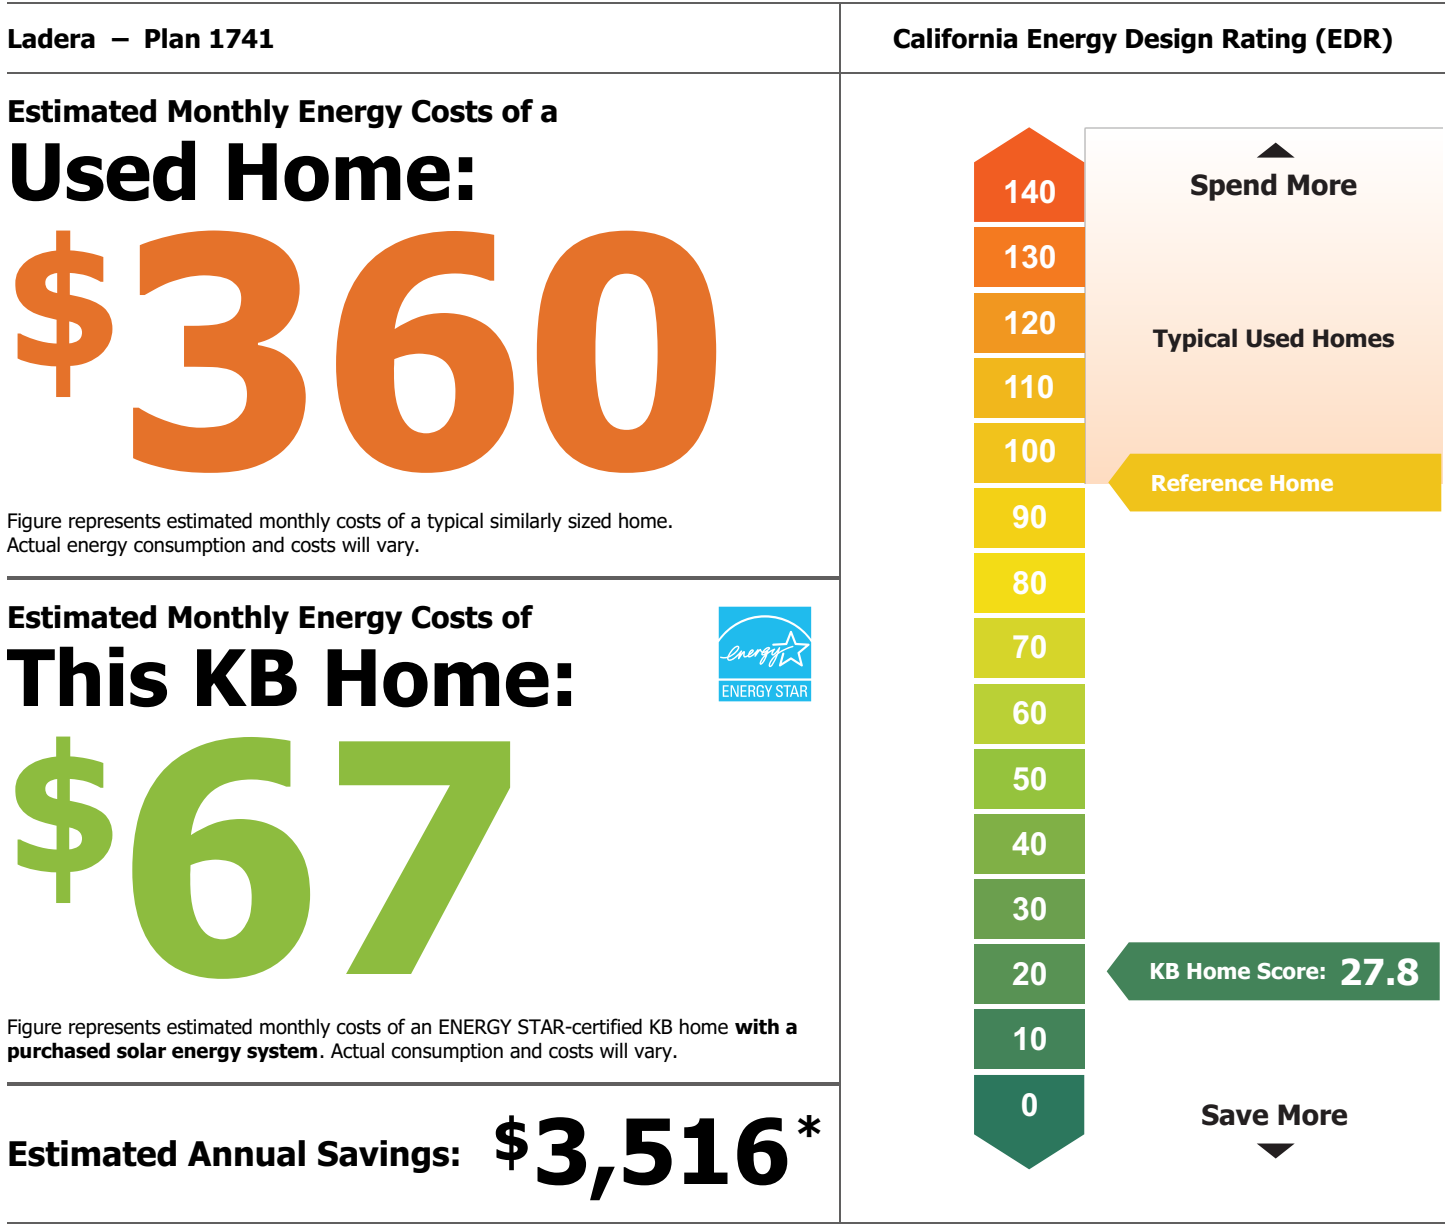 Ladera – Plan 1741
Estimated Monthly Energy Costs of a
Used Home:
$360
Figure represents estimated monthly costs of a typical similarly sized home.
Actual energy consumption and costs will vary.
Estimated Monthly Energy Costs of
This KB Home:
energy
ENERGY STAR
$67
Figure represents estimated monthly costs of an ENERGY STAR-certified KB home with a
purchased solar energy system. Actual consumption and costs will vary.
Estimated Annual Savings: $3,516*
California Energy Design Rating (EDR)
Spend More
140
130
120
Typical Used Homes
110
100
Reference Home
90
80
70
60
50
40
30
20
KB Home Score: 27.8
10
0
Save More